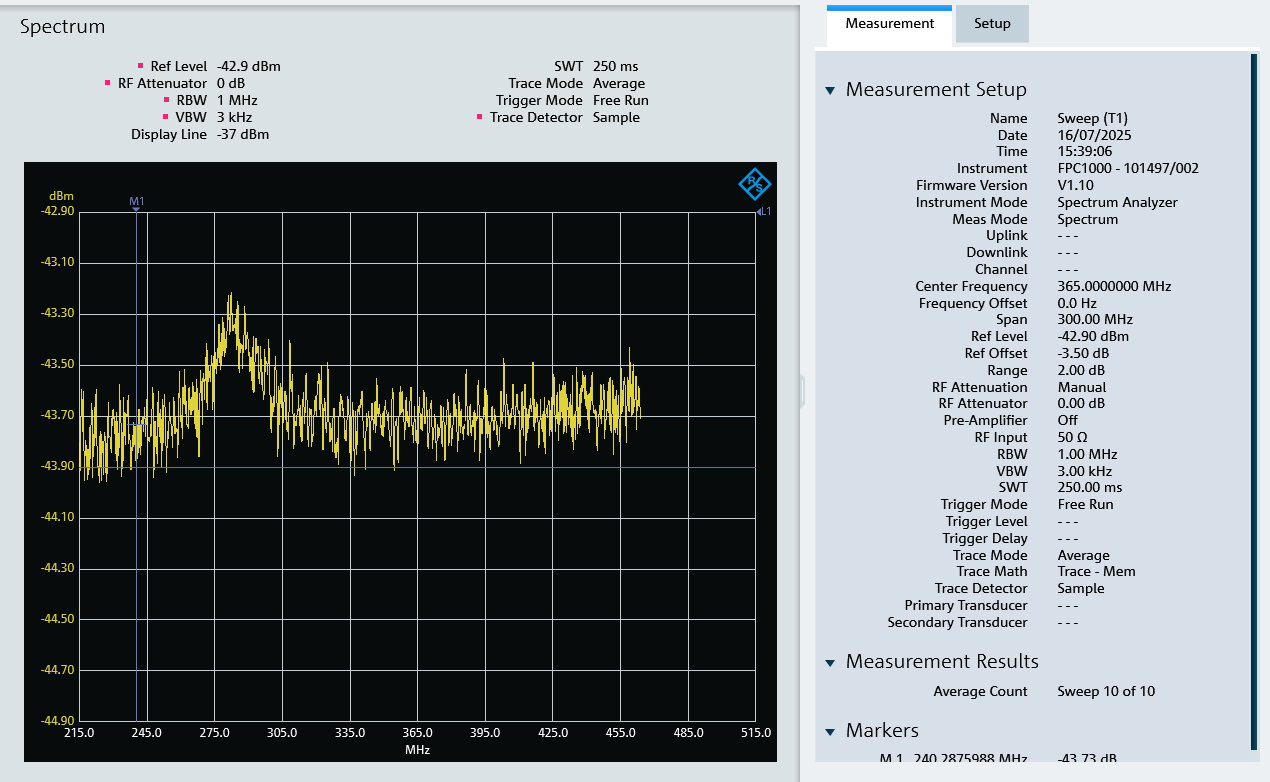 Spectrum
Ref Level -42.9 dBm
RF Attenuator 0 dB
RBW 1 MHz
VBW 3 kHz
Display Line -37 dBm
SWT 250 ms
Trace Mode Average
Trigger Mode Free Run
Trace Detector Sample
dBm
M1
L1
R S
-42.90
-43.10
-43.30
-43.50
-43.70
-43.90
-44.10
-44.30
-44.50
-44.70
-44.90
215.0 245.0 275.0 305.0 335.0 365.0 395.0 425.0 455.0 485.0 515.0
MHz
Measurement Setup
Measurement Setup
Name Sweep (T1)
Date 16/07/2025
Time 15:39:06
Instrument FPC1000 - 101497/002
Firmware Version V1.10
Instrument Mode Spectrum Analyzer
Meas Mode Spectrum
Uplink - - -
Downlink - - -
Channel - - -
Center Frequency 365.0000000 MHz
Frequency Offset 0.0 Hz
Span 300.00 MHz
Ref Level -42.90 dBm
Ref Offset -3.50 dB
Range 2.00 dB
RF Attenuation Manual
RF Attenuator 0.00 dB
Pre-Amplifier Off
RF Input 50 Ω
RBW 1.00 MHz
VBW 3.00 kHz
SWT 250.00 ms
Trigger Mode Free Run
Trigger Level - - -
Trigger Delay - - -
Trace Mode Average
Trace Math Trace - Mem
Trace Detector Sample
Primary Transducer - - -
Secondary Transducer - - -
Measurement Results
Average Count Sweep 10 of 10
Markers
M 1 240.2875988 MHz -43.73 dB